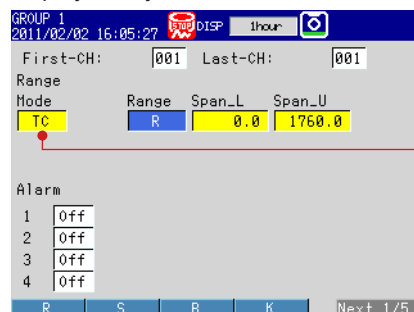 GROUP 1
2011/02/02 16:05:27 STOP DISP 1hour
First-CH: 001 Last-CH: 001
Range
Mode Range Span_L Span_U
TC R 0.0 1760.0
Alarm
1 Off
2 Off
3 Off
4 Off
R S B K Next 1/5